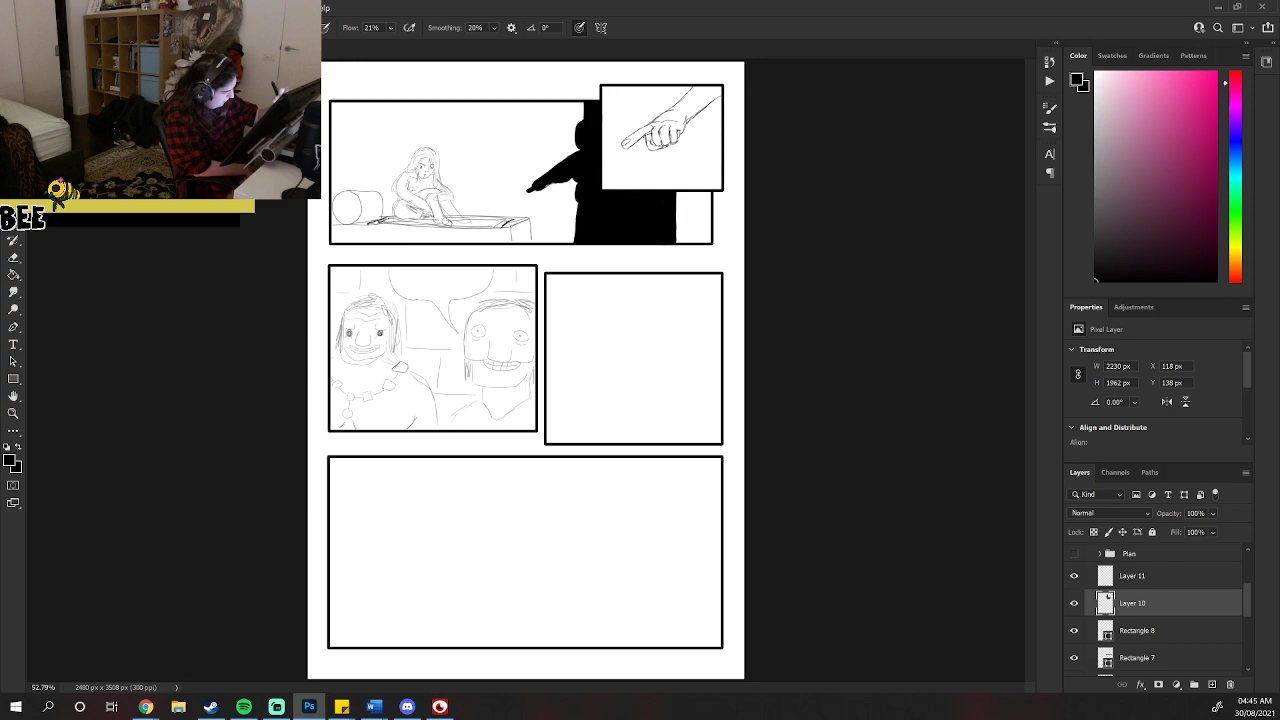 elp
Flow: 21%
Smoothing: 20%
0°
Color
Swatches
Gradients
Patterns
BEE
Properties
Adjustments
Pixel Layer
Transform
W 2230 px
X 118 px
H 1962 px
Y 138 px
0.00°
Align and Distribute
Align:
Layers
Channels
Paths
Kind
Normal
Opacity: 100%
Lock:
Fill: 100%
Plan
Layer 11
Layer 10
Rectangle 8
Rectangle 7
52.79%
2480 px x 3508 px (300 ppi)
04:45 AM
30/08/2021